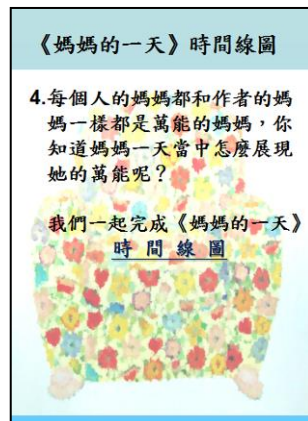 《媽媽的一天》時間線圖
4.每個人的媽媽都和作者的媽
媽一樣都是萬能的媽媽，你
知道媽媽一天當中怎麼展現
她的萬能呢？
我們一起完成《媽媽的一天》
時間線圖